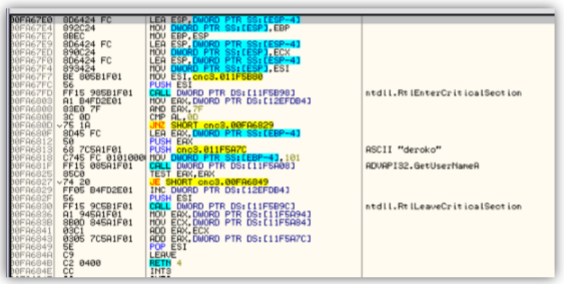 00FA67E0 8D6424 FC LEA ESP,DWORD PTR SS:[ESP-4]
00FA67E4 892C24 MOV DWORD PTR SS:[ESP],EBP
00FA67E7 8BEC MOV EBP,ESP
00FA67E9 8D6424 FC LEA ESP,DWORD PTR SS:[ESP-4]
00FA67ED 890C24 MOV DWORD PTR SS:[ESP],ECX
00FA67F0 8D6424 FC LEA ESP,DWORD PTR SS:[ESP-4]
00FA67F4 893424 MOV DWORD PTR SS:[ESP],ESI
00FA67F7 BE 805B1F01 MOV ESI,cnc3.011F5B80
00FA67FC 56 PUSH ESI
00FA67FD FF15 985B1F01 CALL DWORD PTR DS:[11F5B98] ntdll.RtlEnterCriticalSection
00FA6803 A1 B4FD2E01 MOV EAX,DWORD PTR DS:[12EFDB4]
00FA6808 83E0 7F AND EAX,7F
00FA680B 3C 0D CMP AL,0D
00FA680D 75 1A JNZ SHORT cnc3.00FA6829
00FA680F 8D45 FC LEA EAX,DWORD PTR SS:[EBP-4]
00FA6812 50 PUSH EAX
00FA6813 68 7C5A1F01 PUSH cnc3.011F5A7C ASCII "deroko"
00FA6818 C745 FC 01010000 MOV DWORD PTR SS:[EBP-4],101
00FA681F FF15 085A1F01 CALL DWORD PTR DS:[11F5A08] ADVAPI32.GetUserNameA
00FA6825 85C0 TEST EAX,EAX
00FA6827 74 20 JE SHORT cnc3.00FA6849
00FA6829 FF05 B4FD2E01 INC DWORD PTR DS:[12EFDB4]
00FA682F 56 PUSH ESI
00FA6830 FF15 9C5B1F01 CALL DWORD PTR DS:[11F5B9C] ntdll.RtlLeaveCriticalSection
00FA6836 A1 945A1F01 MOV EAX,DWORD PTR DS:[11F5A94]
00FA683B 8B0D 845A1F01 MOV ECX,DWORD PTR DS:[11F5A84]
00FA6841 03C1 ADD EAX,ECX
00FA6843 0305 7C5A1F01 ADD EAX,DWORD PTR DS:[11F5A7C]
00FA6849 5E POP ESI
00FA684A C9 LEAVE
00FA684B C2 0400 RETN 4
00FA684E CC INT3